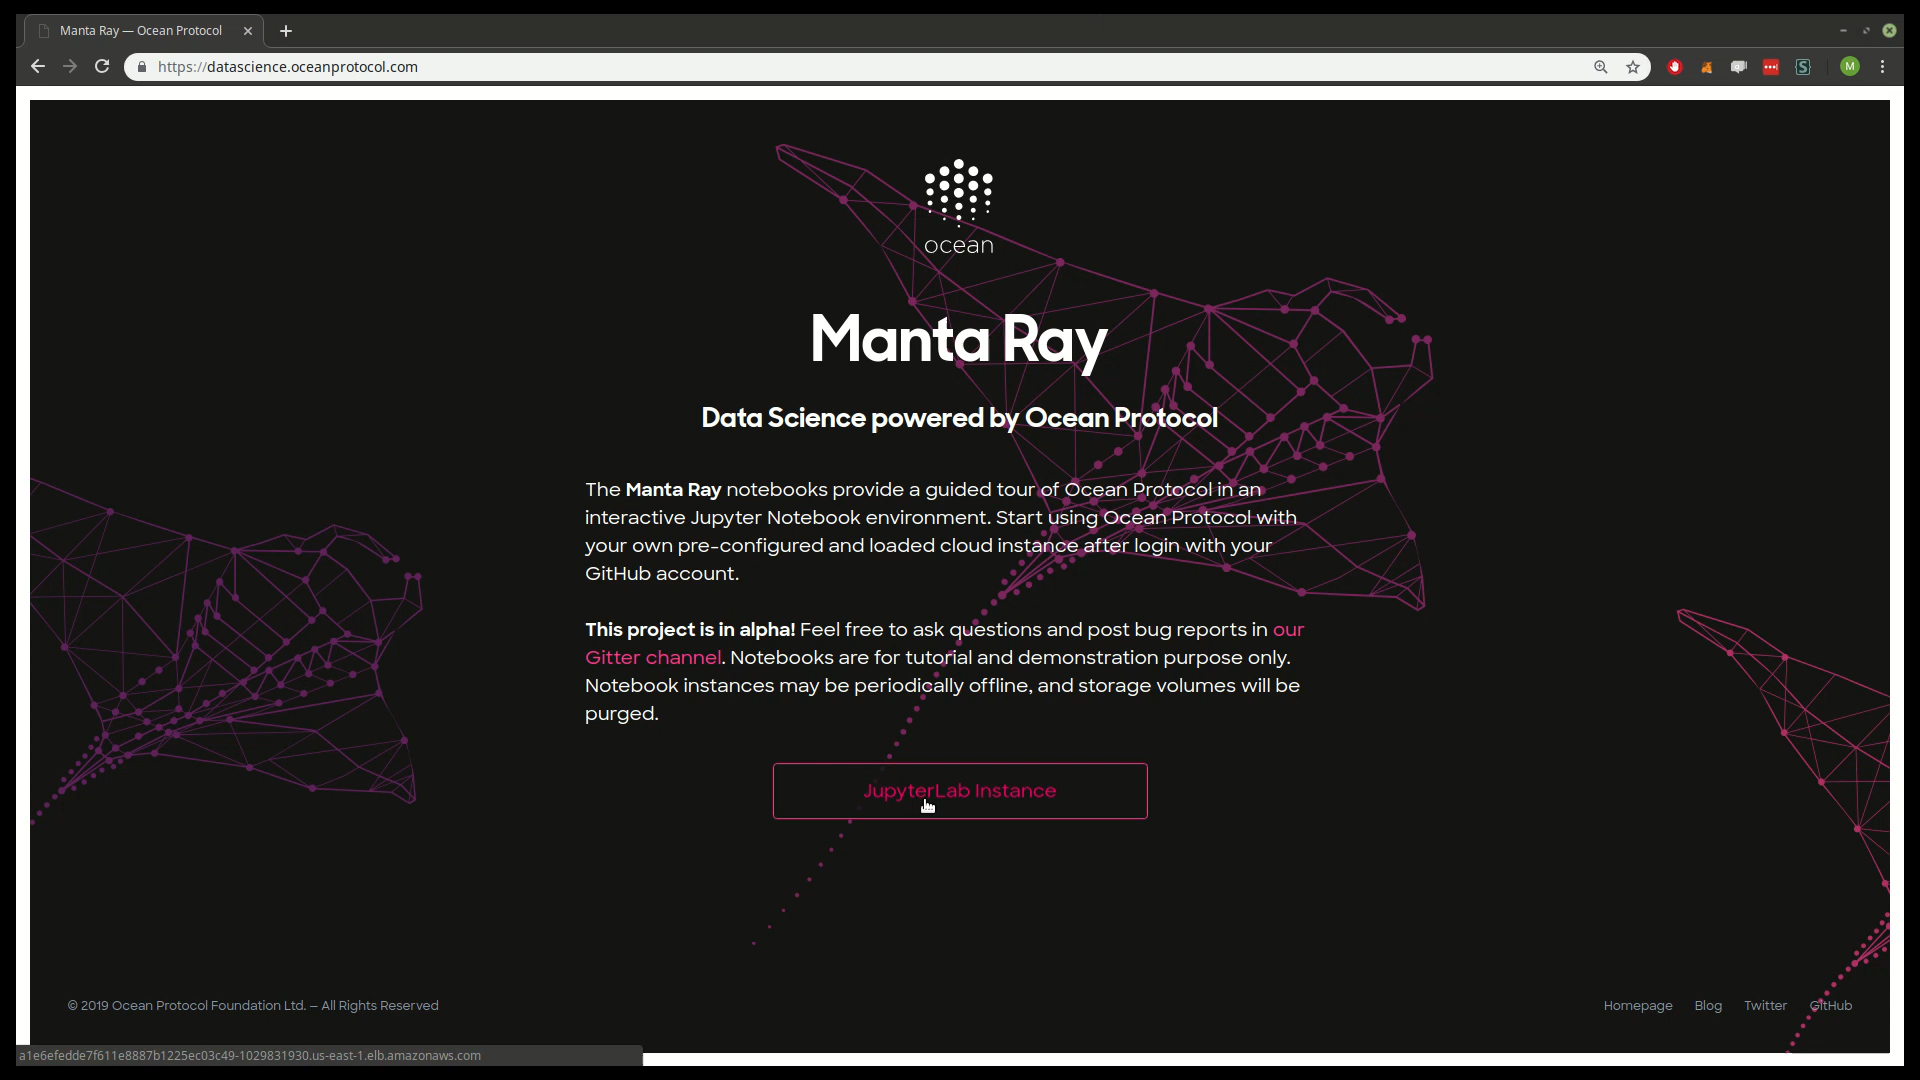 Manta Ray — Ocean Protocol
https://datascience.oceanprotocol.com
S
M
ocean
Manta Ray
Data Science powered by Ocean Protocol
The Manta Ray notebooks provide a guided tour of Ocean Protocol in an
interactive Jupyter Notebook environment. Start using Ocean Protocol with
your own pre-configured and loaded cloud instance after login with your
GitHub account.
This project is in alpha! Feel free to ask questions and post bug reports in our
Gitter channel. Notebooks are for tutorial and demonstration purpose only.
Notebook instances may be periodically offline, and storage volumes will be
purged.
JupyterLab Instance
© 2019 Ocean Protocol Foundation Ltd. — All Rights Reserved
Homepage Blog Twitter GitHub
a1e6efedde7f611e8887b1225ec03c49-1029831930.us-east-1.elb.amazonaws.com